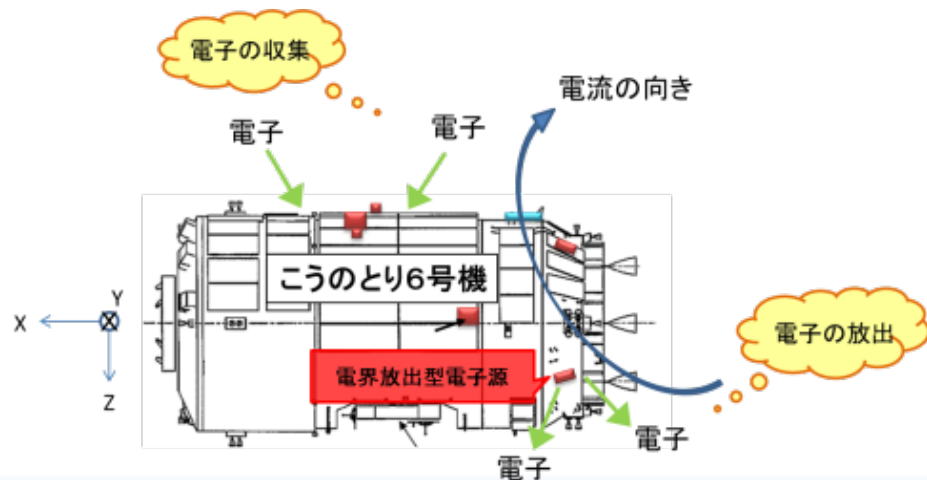 電子の収集
電流の向き
電子
電子
こうのとり6号機
Y
X
Z
電子の放出
電界放出型電子源
電子
電子